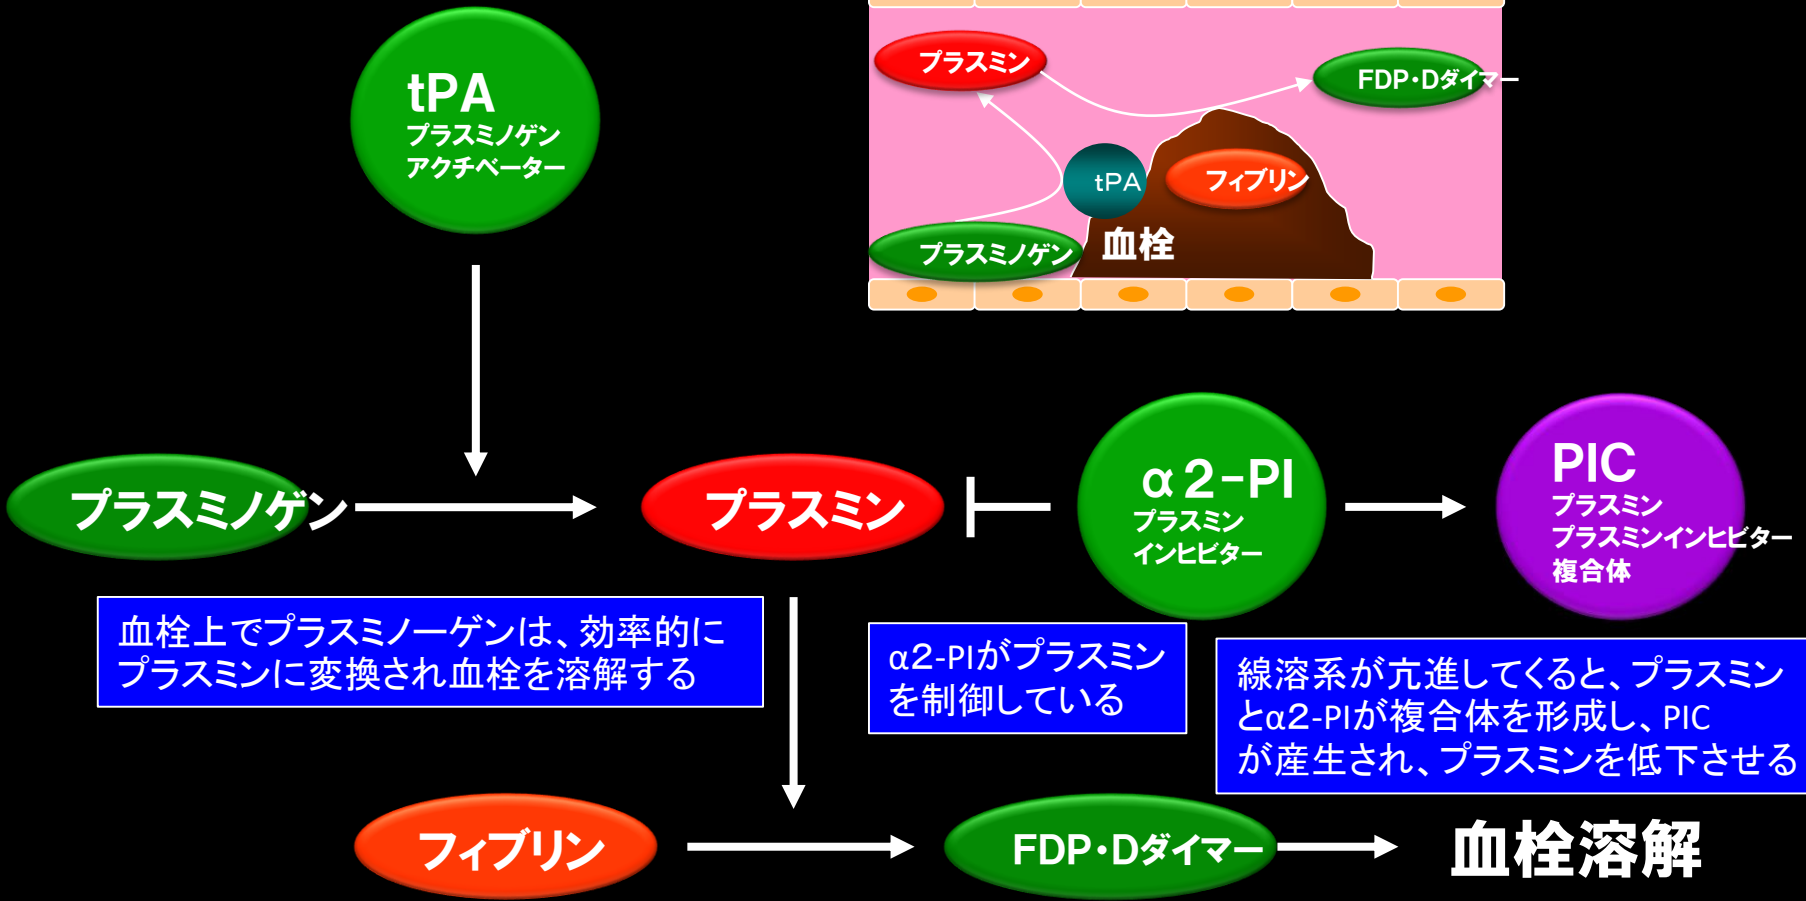 tPA
プラスミノゲン
アクチベーター
プラスミン
FDP・Dダイマー
tPA
フィブリン
血栓
プラスミノゲン
プラスミノゲン
プラスミン
α2-PI
プラスミン
インヒビター
PIC
プラスミン
プラスミンインヒビター
複合体
血栓上でプラスミノーゲンは、効率的に
プラスミンに変換され血栓を溶解する
α2-PIがプラスミン
を制御している
線溶系が亢進してくると、プラスミン
とα2-PIが複合体を形成し、PIC
が産生され、プラスミンを低下させる
フィブリン
FDP・Dダイマー
血栓溶解